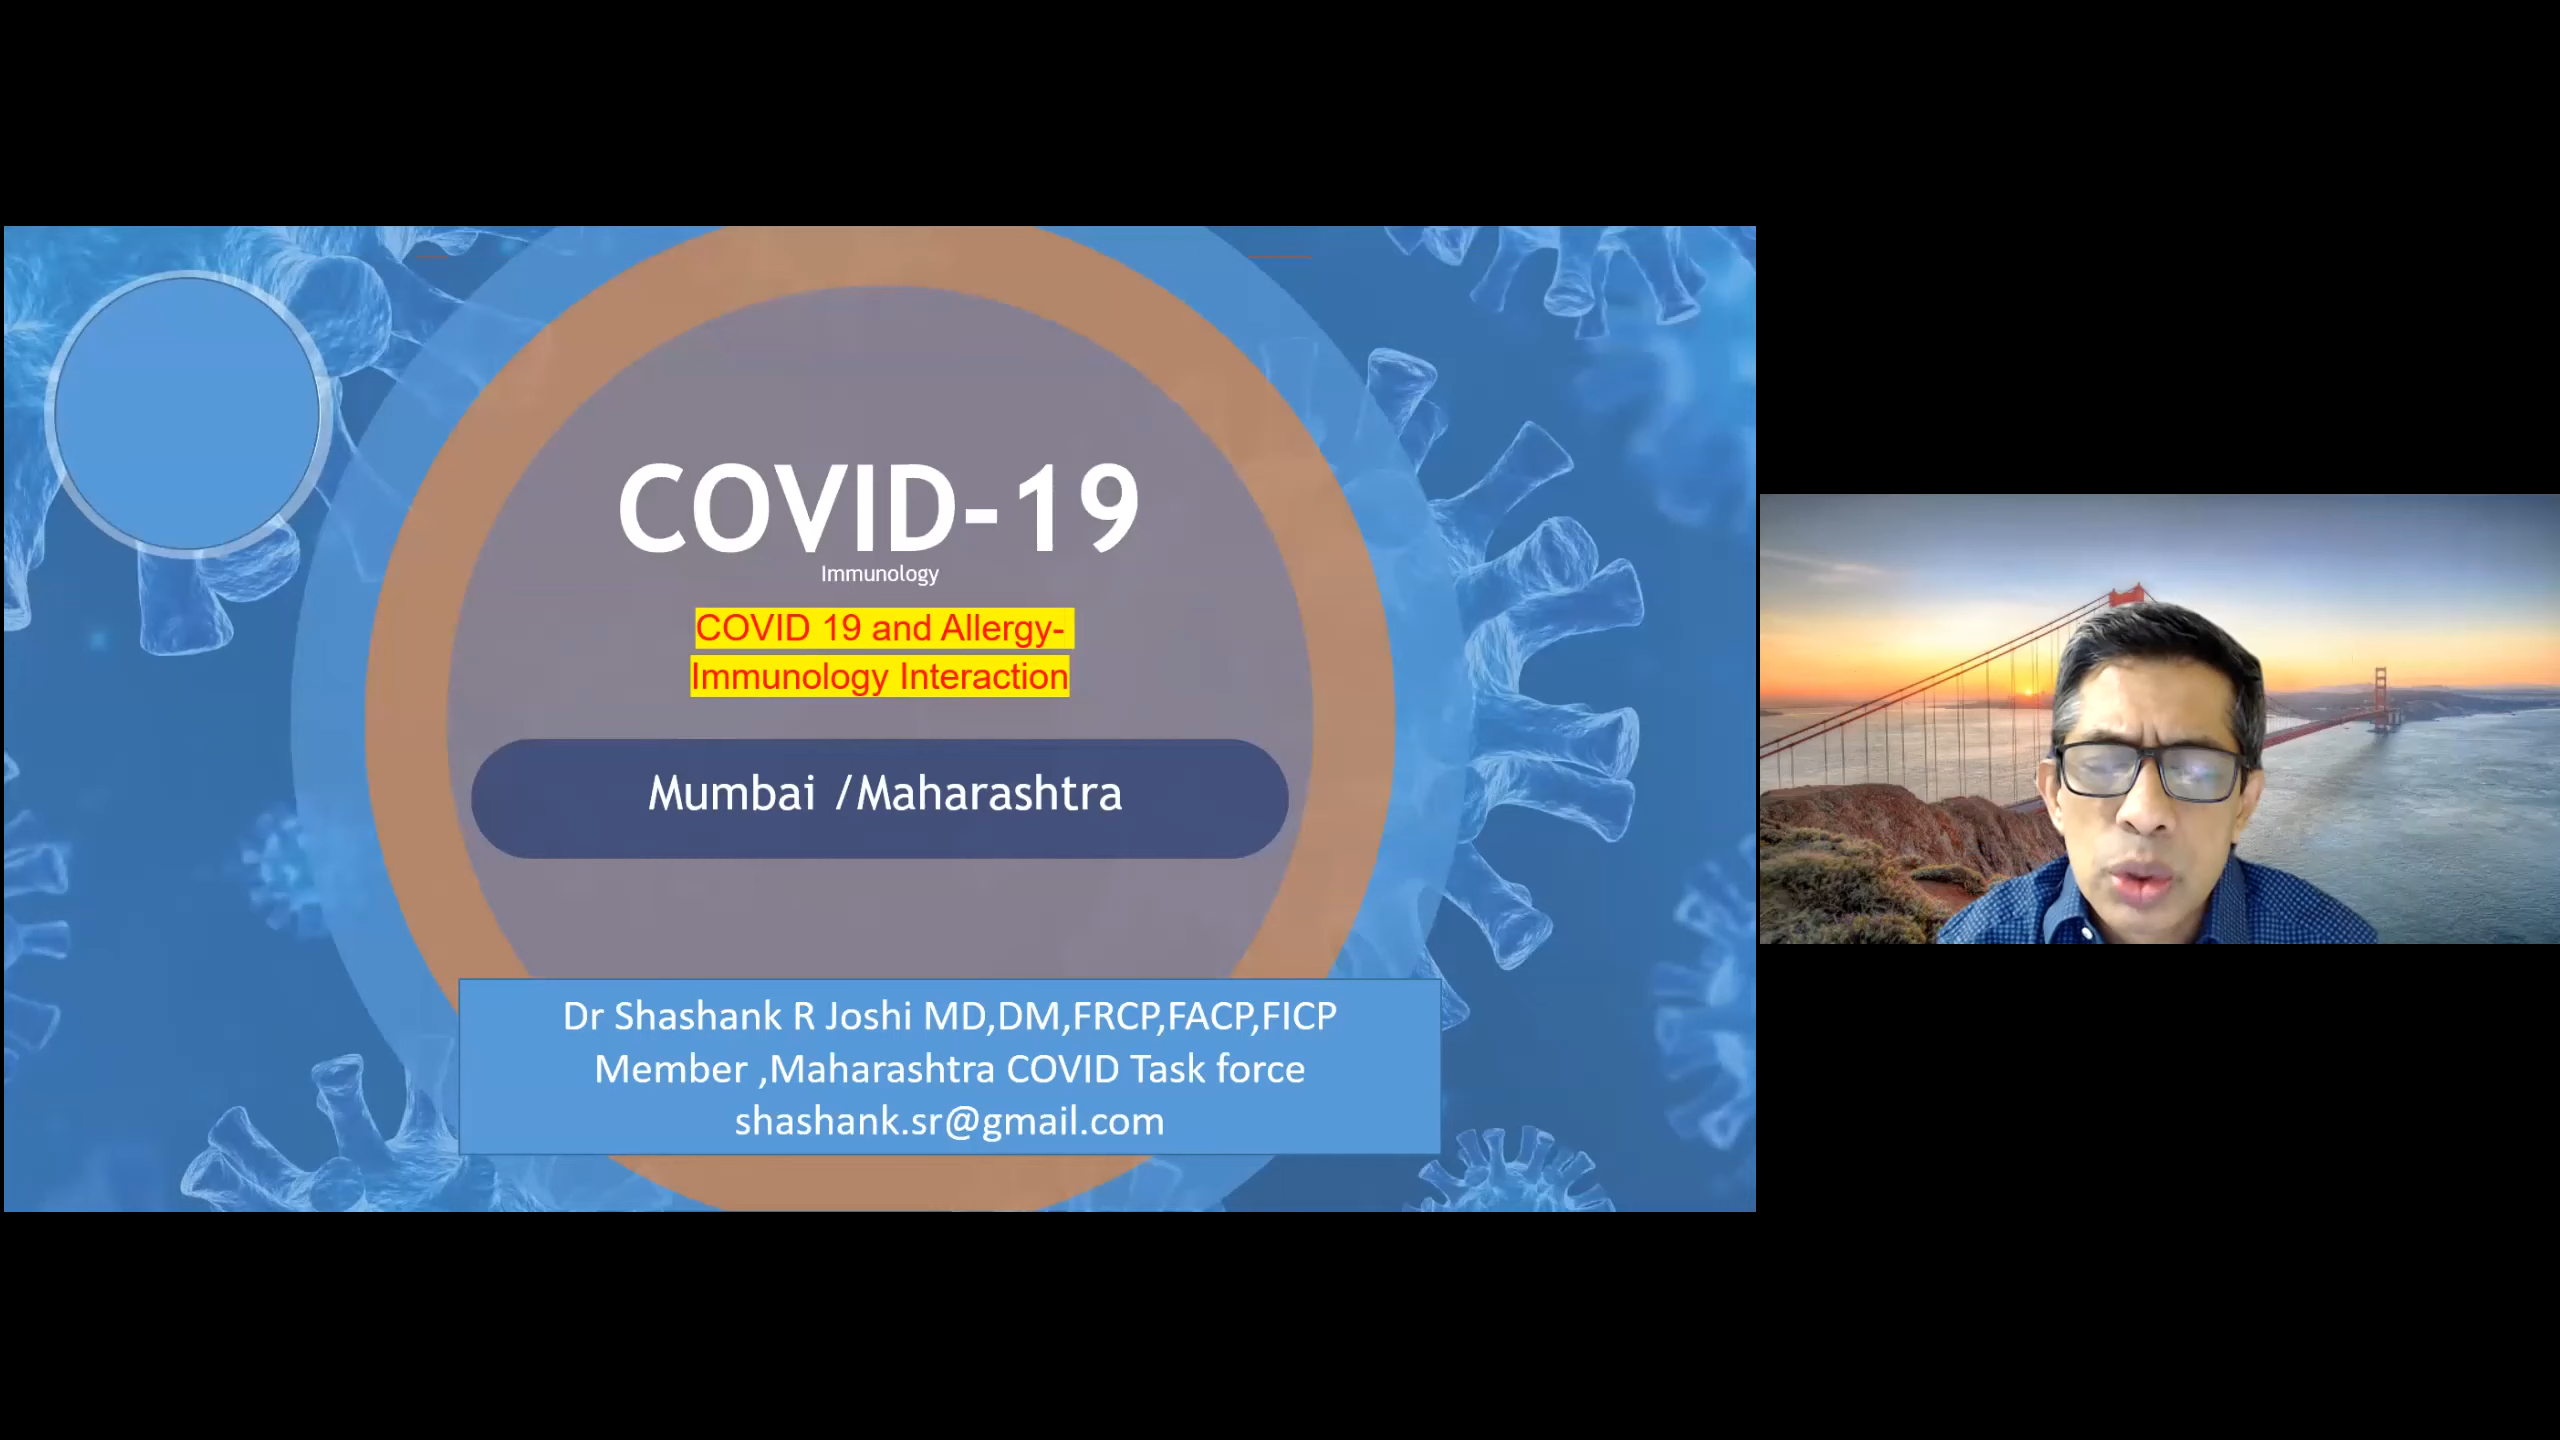 COVID-19
Immunology
COVID 19 and Allergy-
Immunology Interaction
Mumbai /Maharashtra
Dr Shashank R Joshi MD,DM,FRCP,FACP,FICP
Member ,Maharashtra COVID Task force
shashank.sr@gmail.com